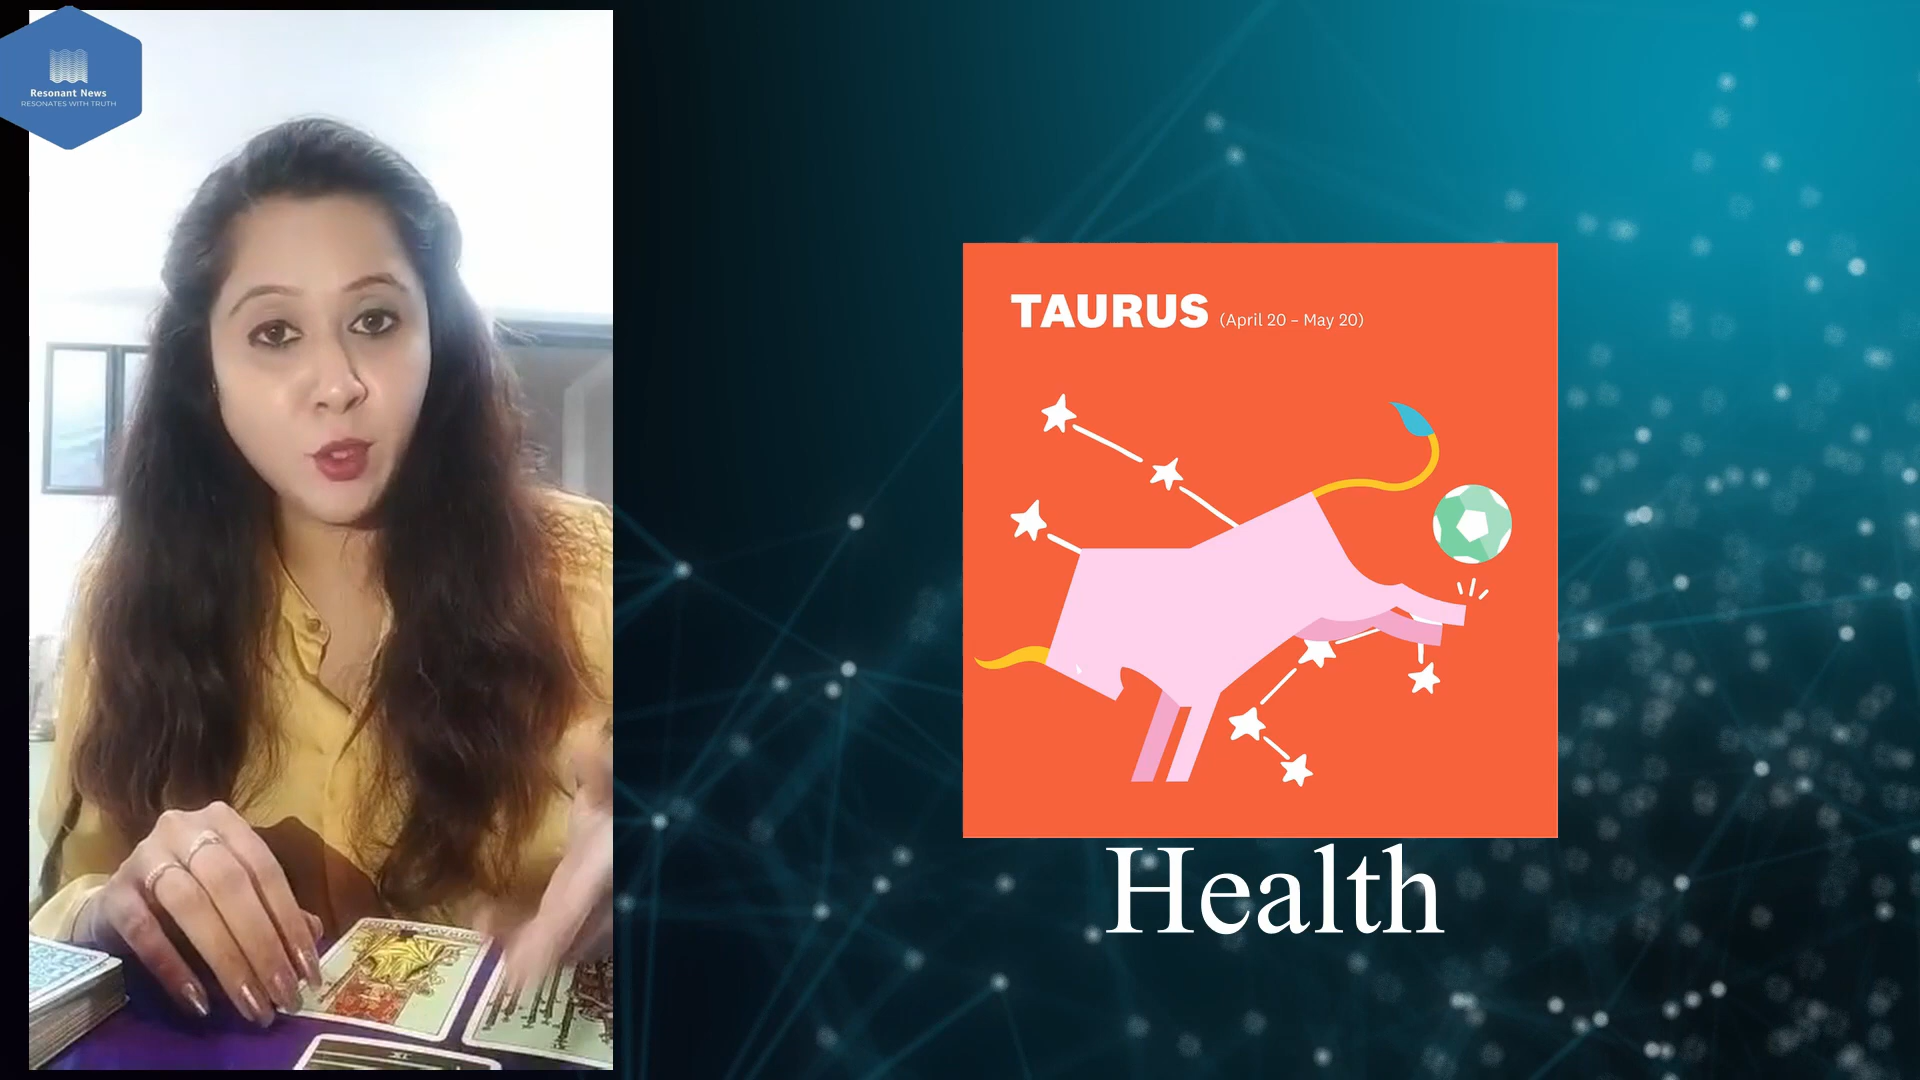 Resonant News
RESONATES WITH TRUTH
TAURUS (April 20 – May 20)
Health